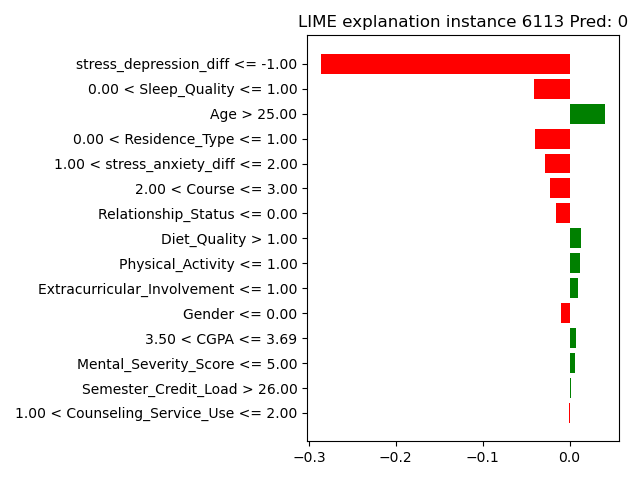 LIME explanation instance 6113 Pred: 0
stress_depression_diff <= -1.00
0.00 < Sleep_Quality <= 1.00
Age > 25.00
0.00 < Residence_Type <= 1.00
1.00 < stress_anxiety_diff <= 2.00
2.00 < Course <= 3.00
Relationship_Status <= 0.00
Diet_Quality > 1.00
Physical_Activity <= 1.00
Extracurricular_Involvement <= 1.00
Gender <= 0.00
3.50 < CGPA <= 3.69
Mental_Severity_Score <= 5.00
Semester_Credit_Load > 26.00
1.00 < Counseling_Service_Use <= 2.00
−0.3 −0.2 −0.1 0.0